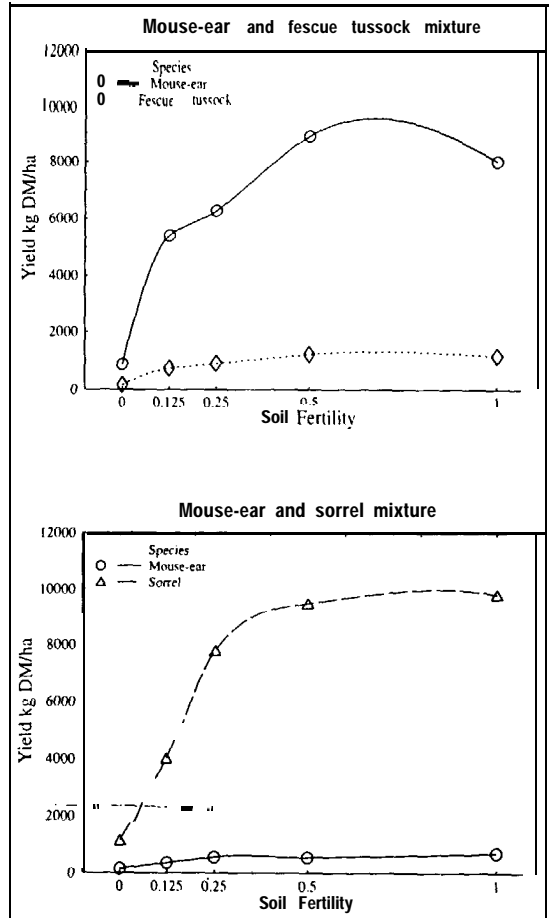 Mouse-ear and fescue tussock mixture
12000
Species
0 Mouse-ear
0 Fescue tussock
10000
8000
6000
4000
2000
0
Yield kg DM/ha
0 0.125 0.25 0.5 1
Soil Fertility
Mouse-ear and sorrel mixture
12000
Species
Mouse-ear
Sorrel
10000
8000
6000
4000
2000
0
Yield kg DM/ha
0 0.125 0.25 0.5 1
Soil Fertility